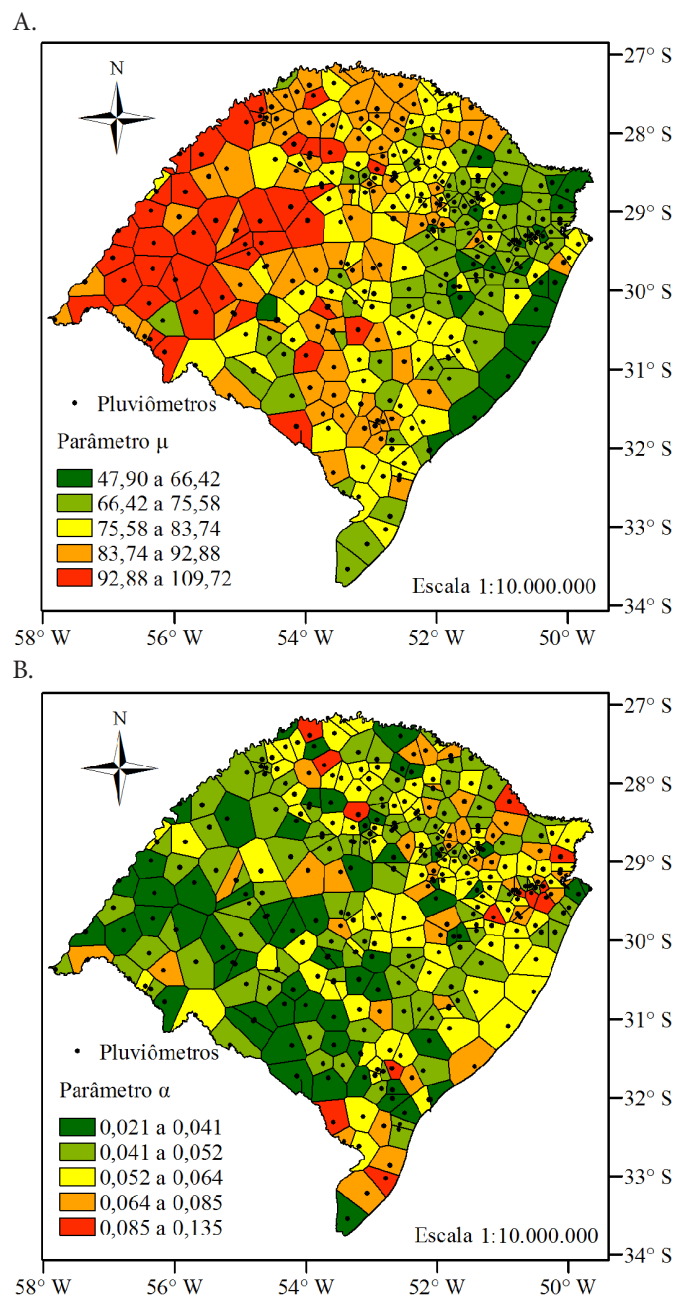 A.
N
27° S
28° S
29° S
30° S
31° S
32° S
33° S
34° S
Pluviômetros
Parâmetro μ
47,90 a 66,42
66,42 a 75,58
75,58 a 83,74
83,74 a 92,88
92,88 a 109,72
Escala 1:10.000.000
58° W 56° W 54° W 52° W 50° W
B.
N
27° S
28° S
29° S
30° S
31° S
32° S
33° S
34° S
Pluviômetros
Parâmetro α
0,021 a 0,041
0,041 a 0,052
0,052 a 0,064
0,064 a 0,085
0,085 a 0,135
Escala 1:10.000.000
58° W 56° W 54° W 52° W 50° W